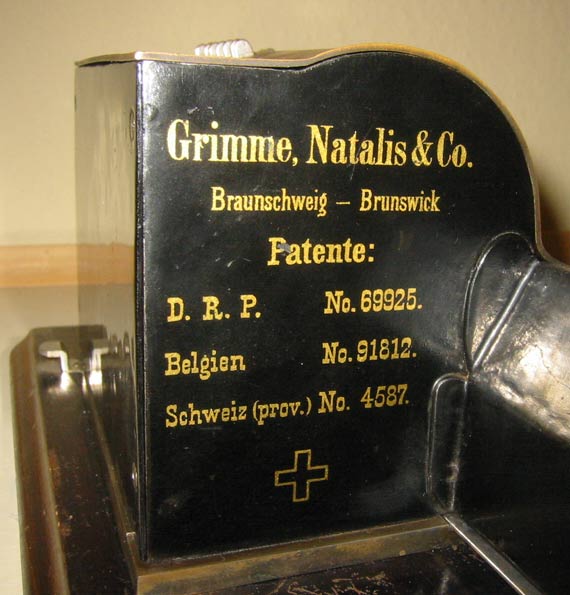 Grimme, Natalis & Co.
Braunschweig – Brunswick
Patente:
D. R. P. No. 69925.
Belgien No. 91812.
Schweiz (prov.) No. 4587.